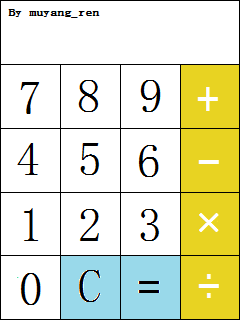 By muyang_ren
7 8 9 +
4 5 6 −
1 2 3 ×
0 C = ÷